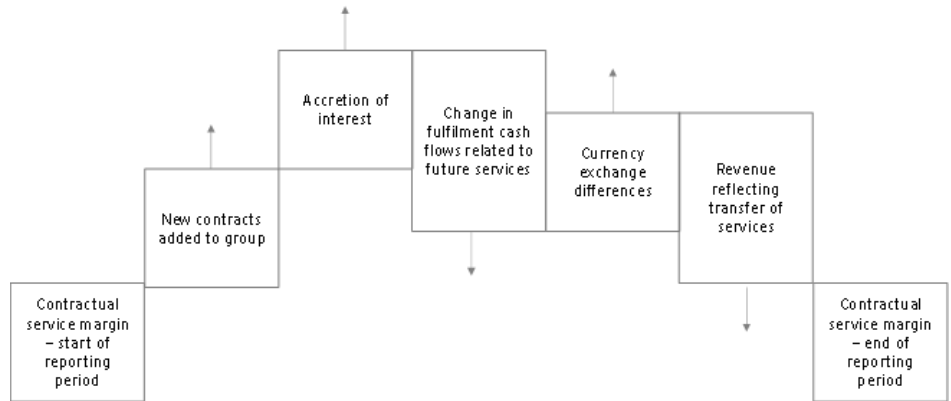 Contractual
service margin
– start of
reporting
period
New contracts
added to group
Accretion of
interest
Change in
fulfilment cash
flows related to
future services
Currency
exchange
differences
Revenue
reflecting
transfer of
services
Contractual
service margin
– end of
reporting
period